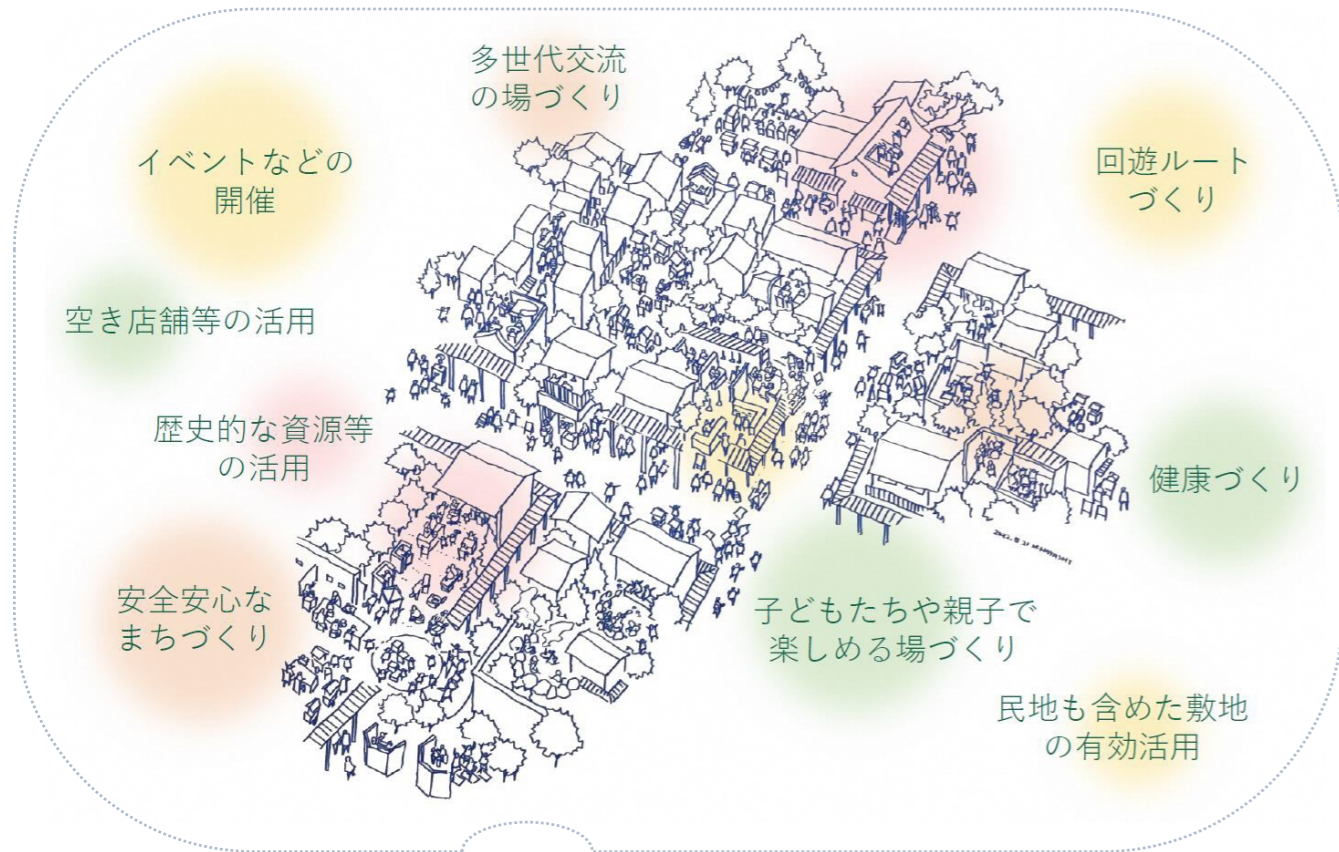 多世代交流
の場づくり
イベントなどの
開催
回遊ルート
づくり
空き店舗等の活用
歴史的な資源等
の活用
健康づくり
安全安心な
まちづくり
子どもたちや親子で
楽しめる場づくり
民地も含めた敷地
の有効活用